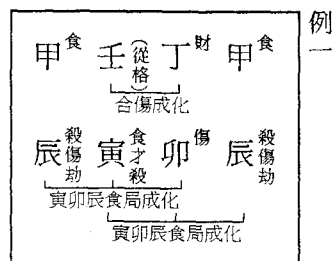 例一
甲食 壬(從格) 丁財 甲食
合傷成化
辰殺傷劫 寅食才殺 卯傷 辰殺傷劫
寅卯辰食局成化
寅卯辰食局成化